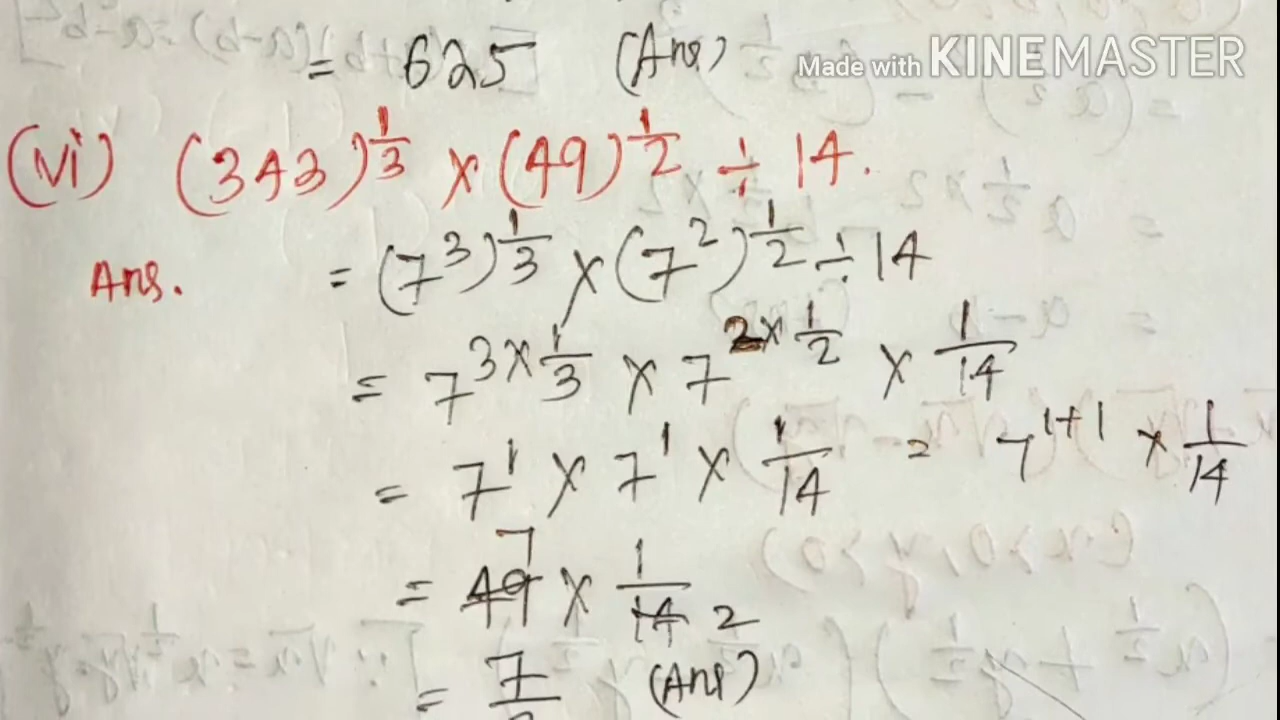 = 625 (Ans)
Made with KINEMASTER
(vi) (343)^{1/3} × (49)^{1/2} ÷ 14.
Ans. = (7^3)^{1/3} × (7^2)^{1/2} ÷ 14
= 7^{3×1/3} × 7^{2×1/2} × 1/14
= 7^1 × 7^1 × 1/14 = 7^{1+1} × 1/14
= 49 7 × 1/14 2
= 7/ (Ans)